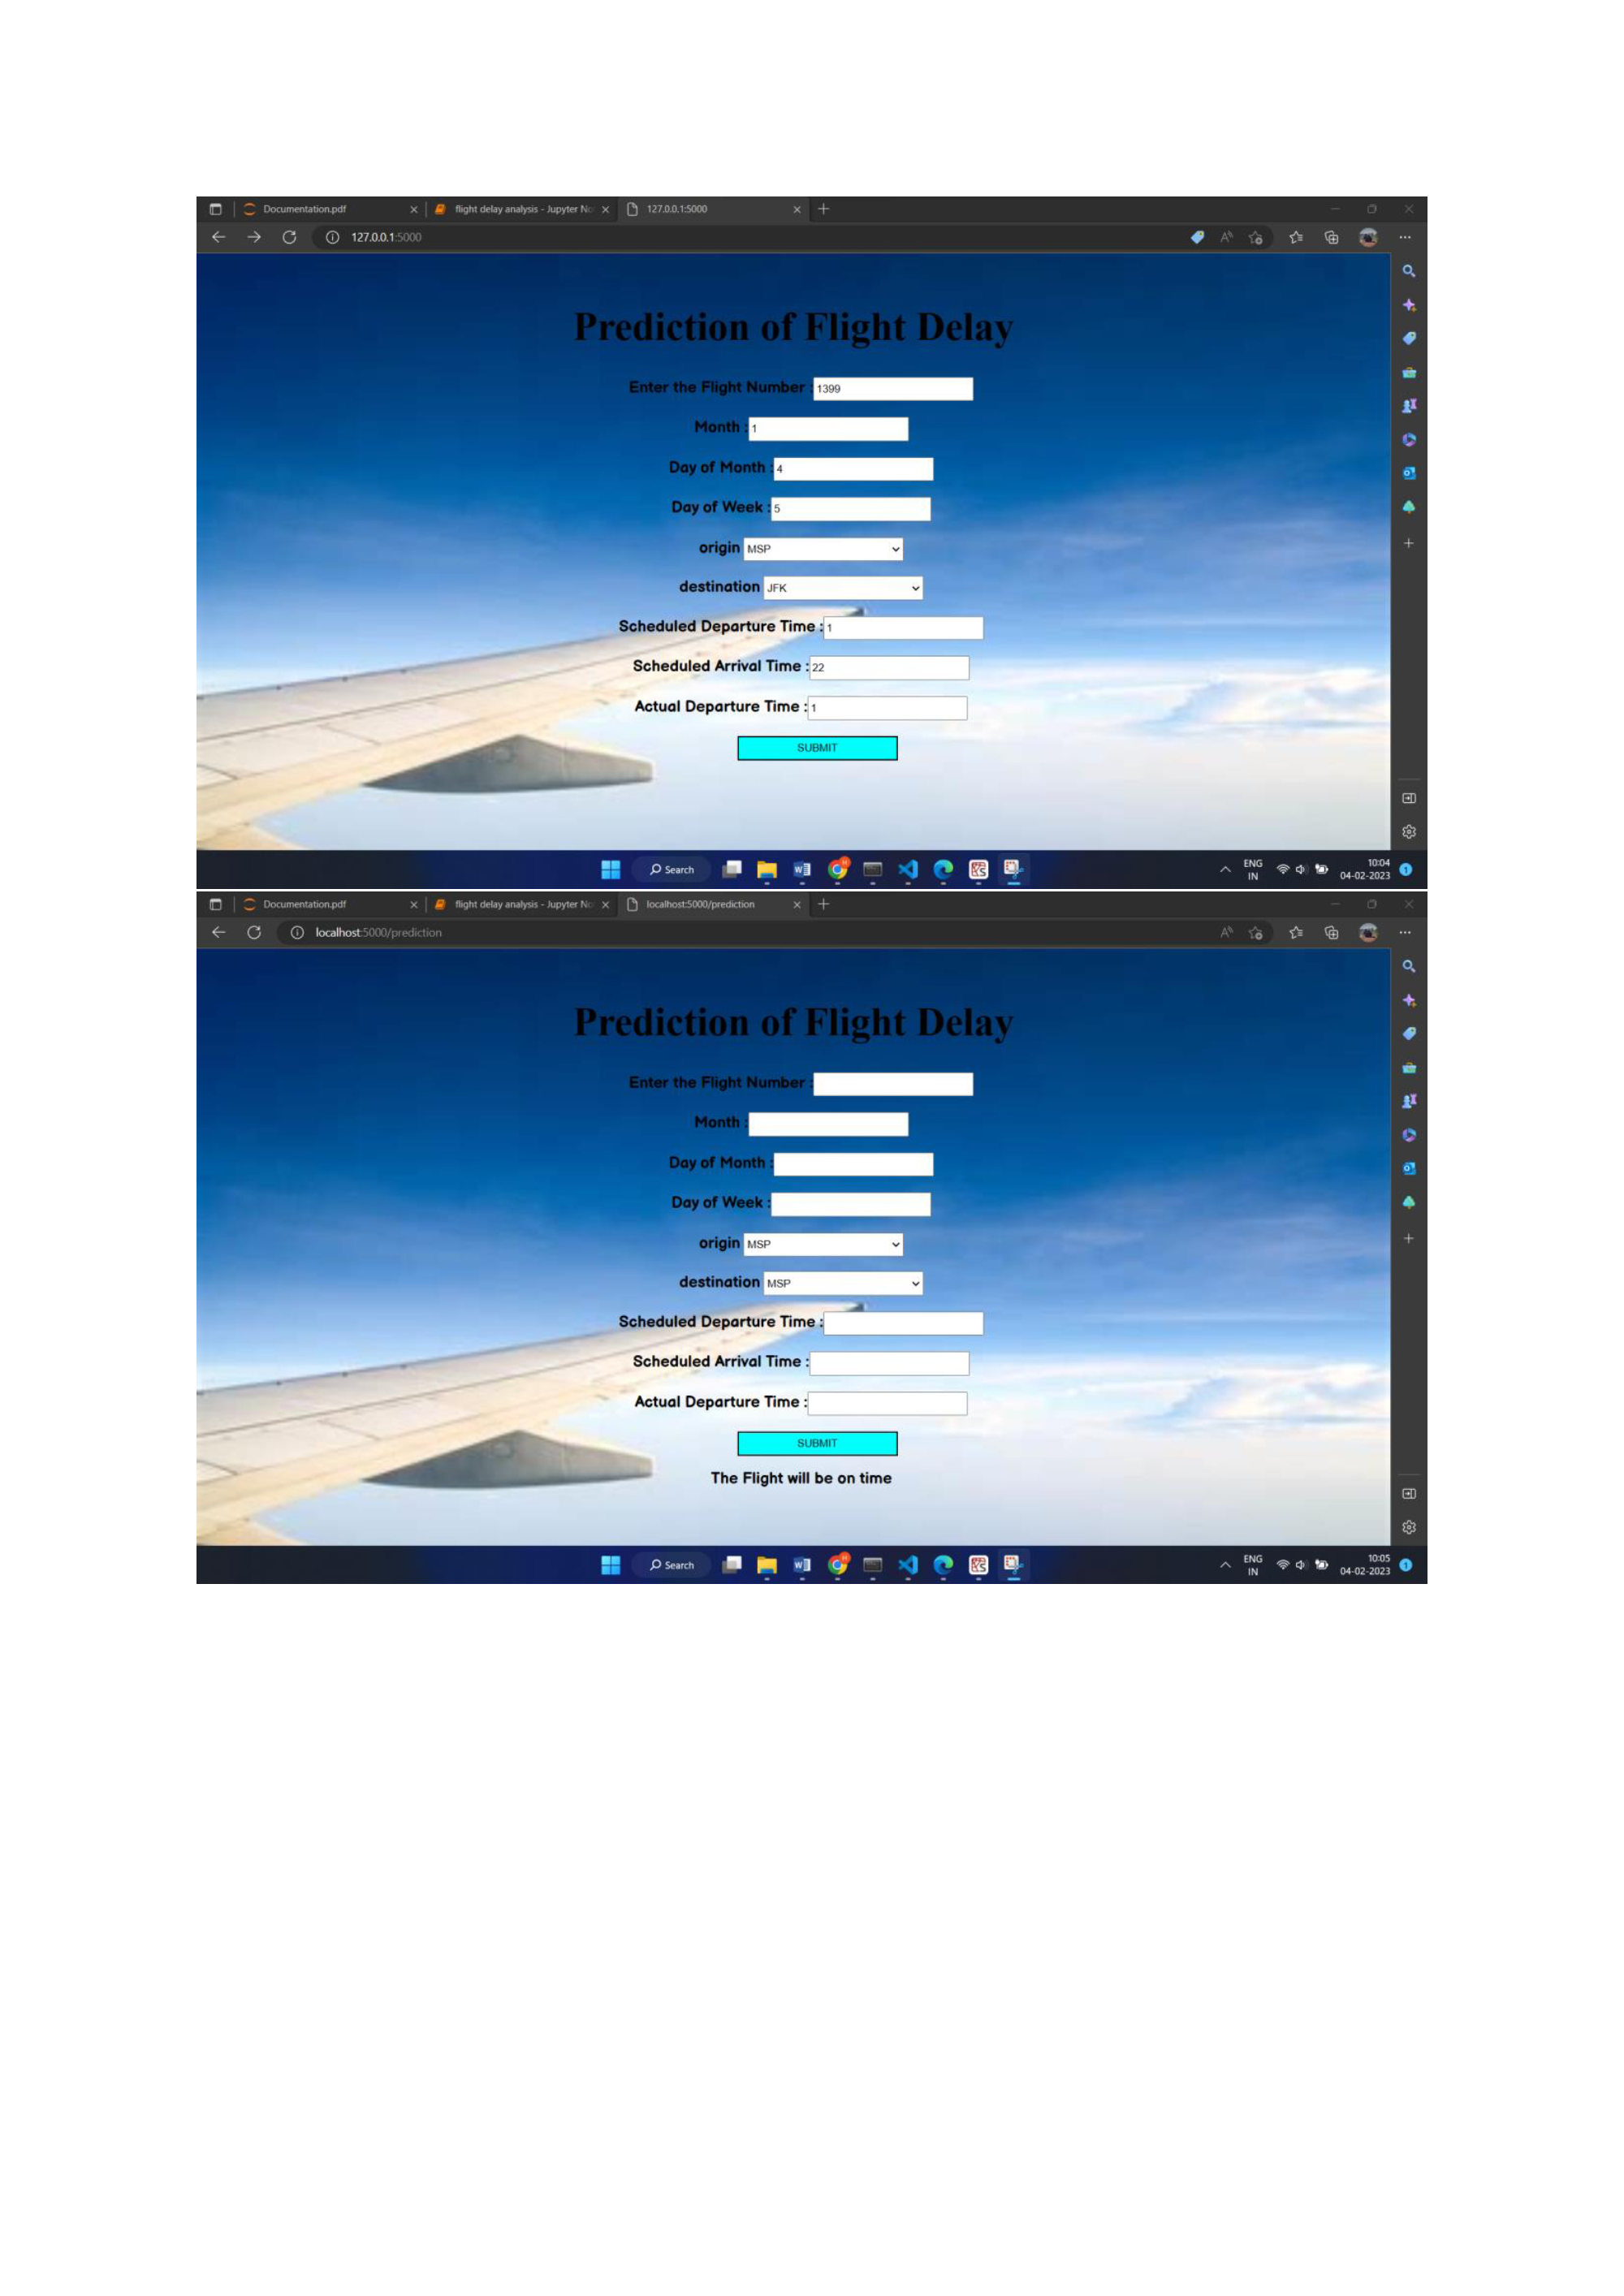 Documentation.pdf flight delay analysis - Jupyter No 127.0.0.1:5000
127.0.0.1:5000
Prediction of Flight Delay
Enter the Flight Number : 1399
Month : 1
Day of Month : 4
Day of Week : 5
origin MSP
destination JFK
Scheduled Departure Time : 1
Scheduled Arrival Time : 22
Actual Departure Time : 1
SUBMIT
Search ENG IN 10:04 04-02-2023 1
Documentation.pdf flight delay analysis - Jupyter No localhost:5000/prediction
localhost:5000/prediction
Prediction of Flight Delay
Enter the Flight Number :
Month :
Day of Month :
Day of Week :
origin MSP
destination MSP
Scheduled Departure Time :
Scheduled Arrival Time :
Actual Departure Time :
SUBMIT
The Flight will be on time
Search ENG IN 10:05 04-02-2023 1